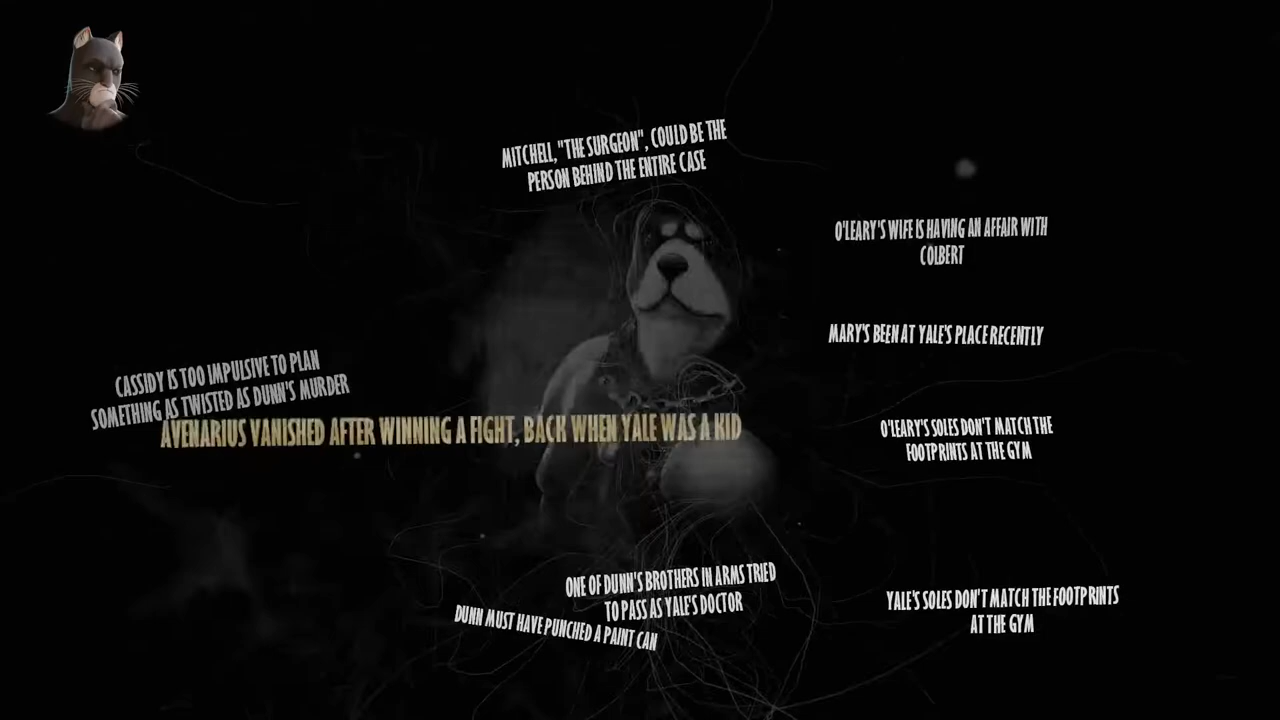 MITCHELL, "THE SURGEON", COULD BE THE
PERSON BEHIND THE ENTIRE CASE
O'LEARY'S WIFE IS HAVING AN AFFAIR WITH
COLBERT
MARY'S BEEN AT YALE'S PLACE RECENTLY
CASSIDY IS TOO IMPULSIVE TO PLAN
SOMETHING AS TWISTED AS DUNN'S MURDER
AVENARIUS VANISHED AFTER WINNING A FIGHT, BACK WHEN YALE WAS A KID
O'LEARY'S SOLES DON'T MATCH THE
FOOTPRINTS AT THE GYM
ONE OF DUNN'S BROTHERS IN ARMS TRIED
TO PASS AS YALE'S DOCTOR
DUNN MUST HAVE PUNCHED A PAINT CAN
YALE'S SOLES DON'T MATCH THE FOOTPRINTS
AT THE GYM